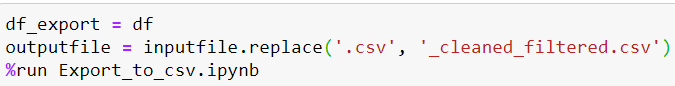 df_export = df
outputfile = inputfile.replace('.csv', '_cleaned_filtered.csv')
%run Export_to_csv.ipynb